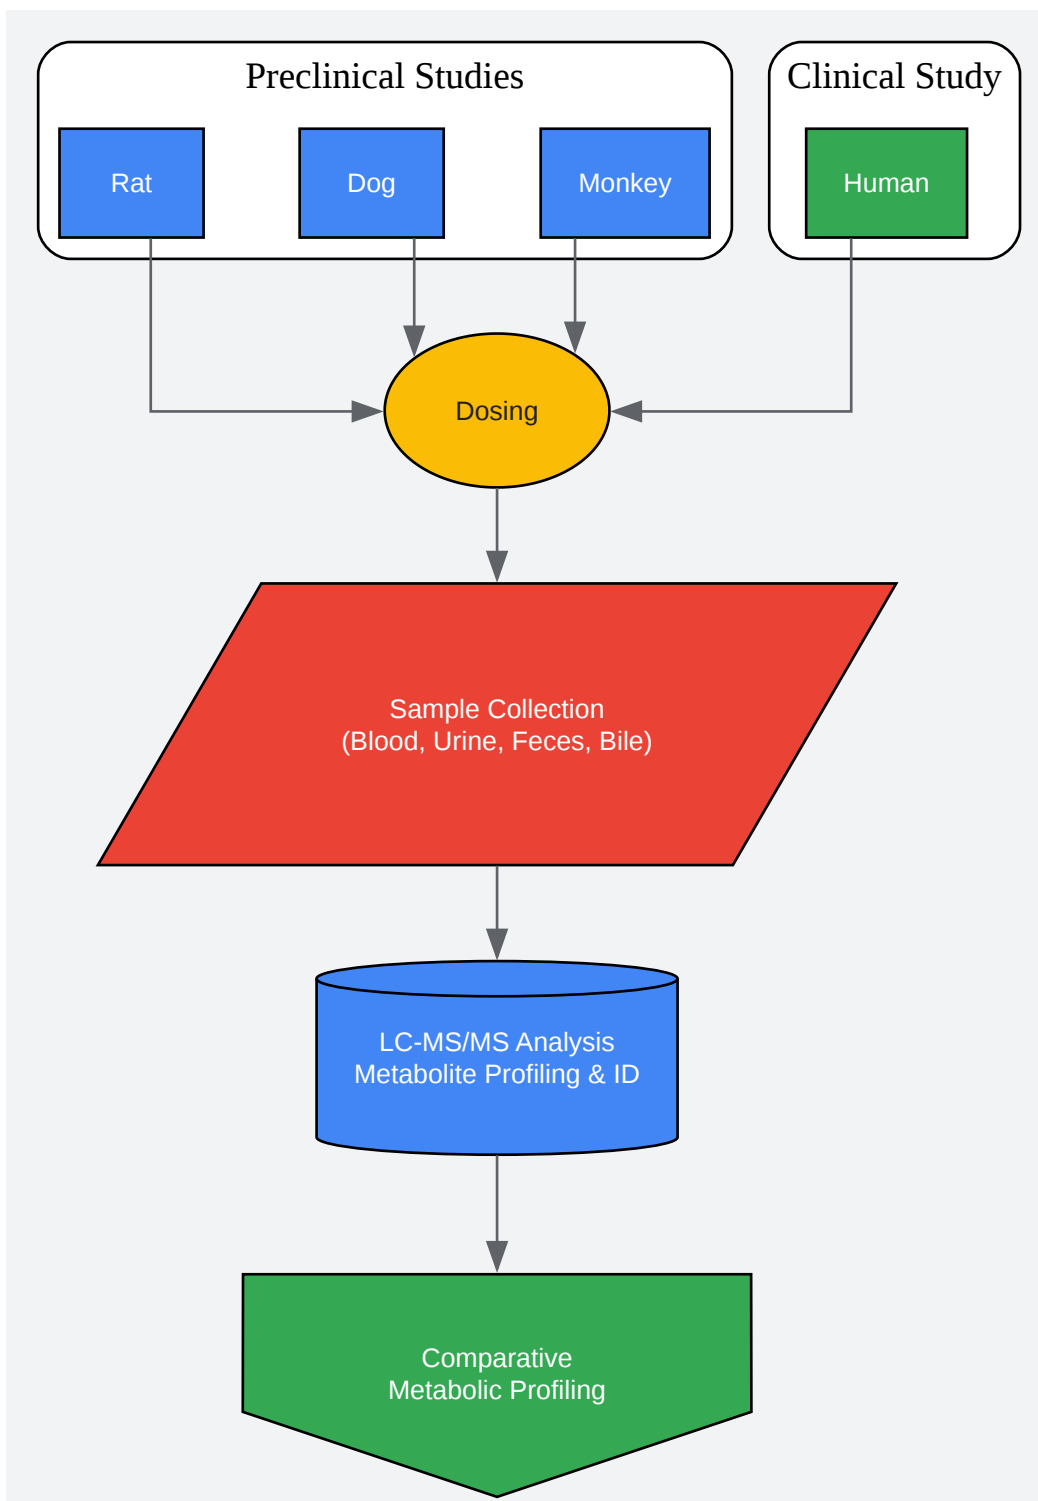 Preclinical Studies
Clinical Study
Rat
Dog
Monkey
Human
Dosing
Sample Collection
(Blood, Urine, Feces, Bile)
LC-MS/MS Analysis
Metabolite Profiling & ID
Comparative
Metabolic Profiling